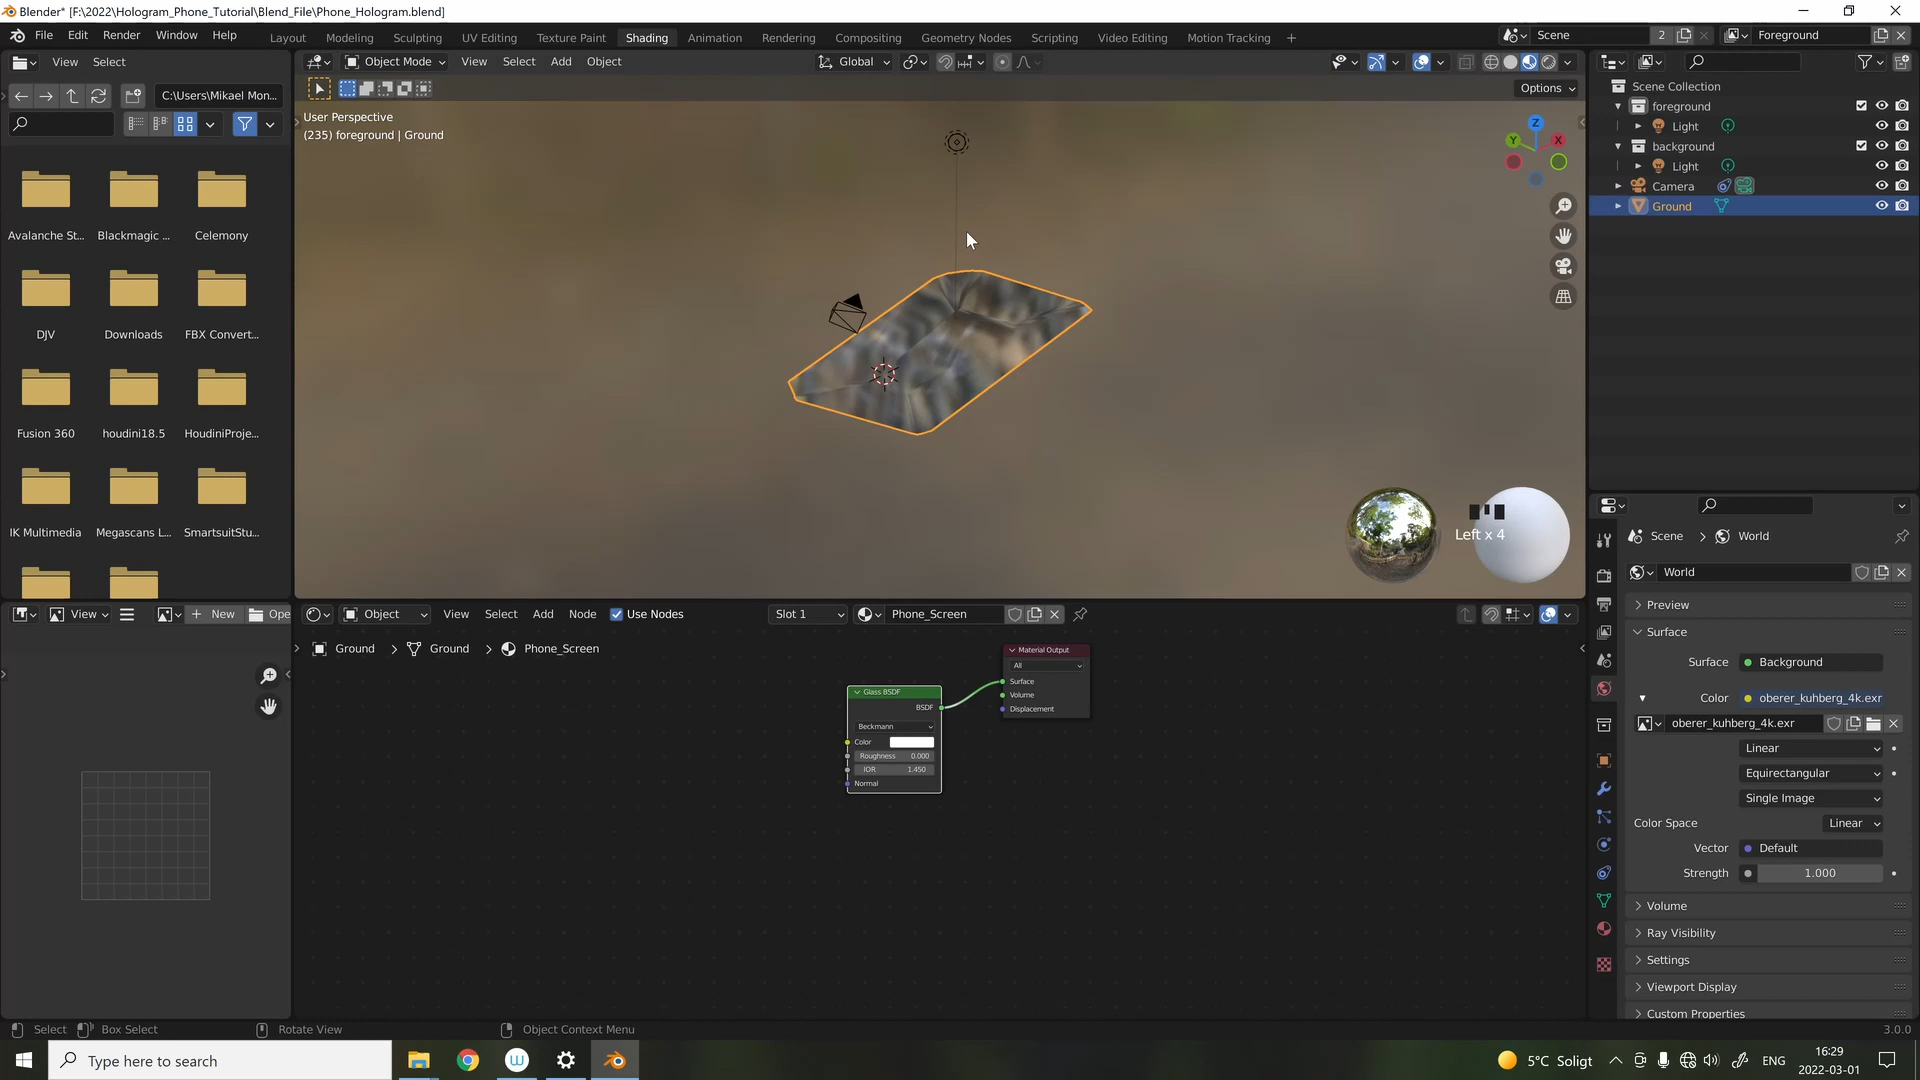 Blender* [F:\2022\Hologram_Phone_Tutorial\Blend_File\Phone_Hologram.blend]
File Edit Render Window Help
Layout Modeling Sculpting UV Editing Texture Paint Shading Animation Rendering Compositing Geometry Nodes Scripting Video Editing Motion Tracking
Scene 2 Foreground
View Select
Object Mode View Select Add Object Global
C:\Users\Mikael Mon...
Options
User Perspective
(235) foreground | Ground
Z
Y X
Avalanche St... Blackmagic ... Celemony
DJV Downloads FBX Convert...
Fusion 360 houdini18.5 HoudiniProje...
IK Multimedia Megascans L... SmartsuitStu...
Left x 4
Scene Collection
foreground
Light
background
Light
Camera
Ground
Scene World
World
Preview
Surface
Surface Background
Color oberer_kuhberg_4k.exr
oberer_kuhberg_4k.exr
Linear
Equirectangular
Single Image
Color Space Linear
Vector Default
Strength 1.000
Volume
Ray Visibility
Settings
Viewport Display
Custom Properties
View New Ope
Object View Select Add Node Use Nodes Slot 1 Phone_Screen
Ground Ground Phone_Screen
Material Output
All
Surface
Volume
Displacement
Glass BSDF
BSDF
Beckmann
Color
Roughness 0.000
IOR 1.450
Normal
Select Box Select Rotate View Object Context Menu 3.0.0
Type here to search
5°C Soligt ENG 16:29
2022-03-01